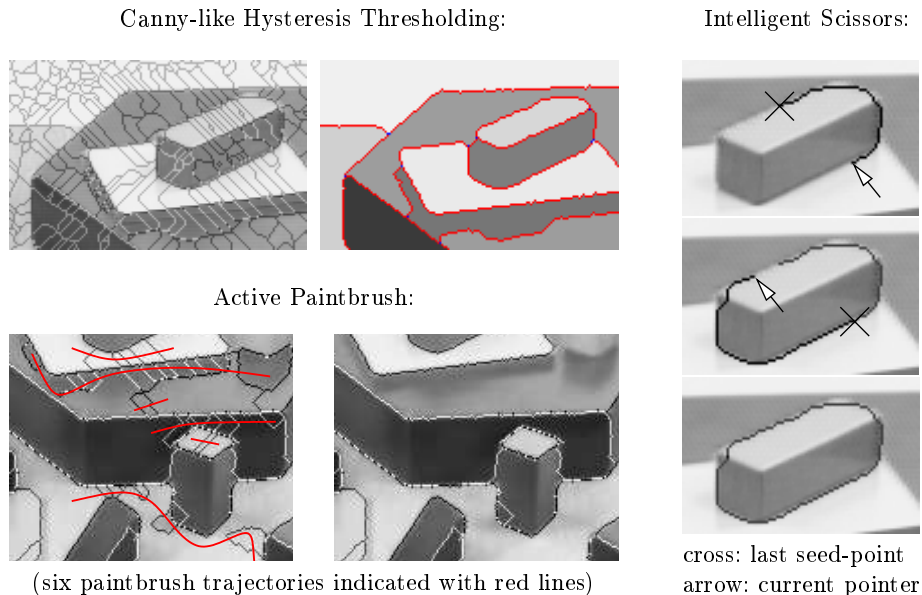 Canny-like Hysteresis Thresholding:
Intelligent Scissors:
Active Paintbrush:
(six paintbrush trajectories indicated with red lines)
cross: last seed-point
arrow: current pointer